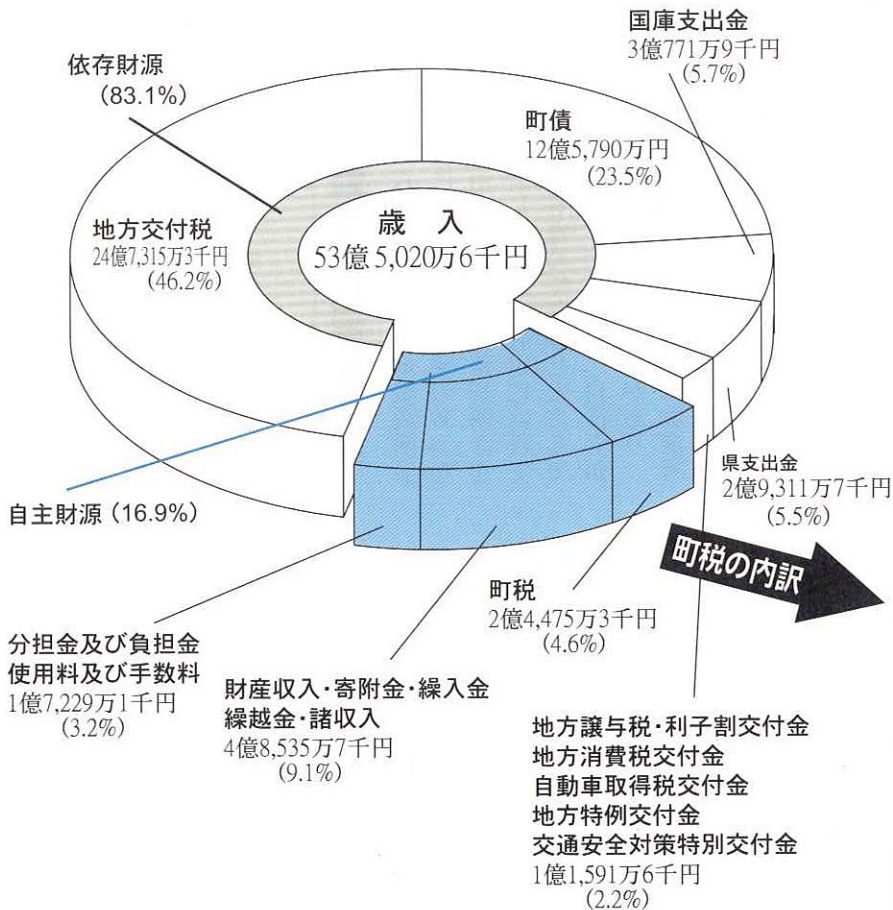 国庫支出金
3億771万9千円
(5.7%)
依存財源
(83.1%)
町債
12億5,790万円
(23.5%)
歳入
53億5,020万6千円
地方交付税
24億7,315万3千円
(46.2%)
県支出金
2億9,311万7千円
(5.5%)
自主財源(16.9%)
町税の内訳
町税
2億4,475万3千円
(4.6%)
分担金及び負担金
使用料及び手数料
1億7,229万1千円
(3.2%)
財産収入・寄附金・繰入金
繰越金・諸収入
4億8,535万7千円
(9.1%)
地方譲与税・利子割交付金
地方消費税交付金
自動車取得税交付金
地方特例交付金
交通安全対策特別交付金
1億1,591万6千円
(2.2%)